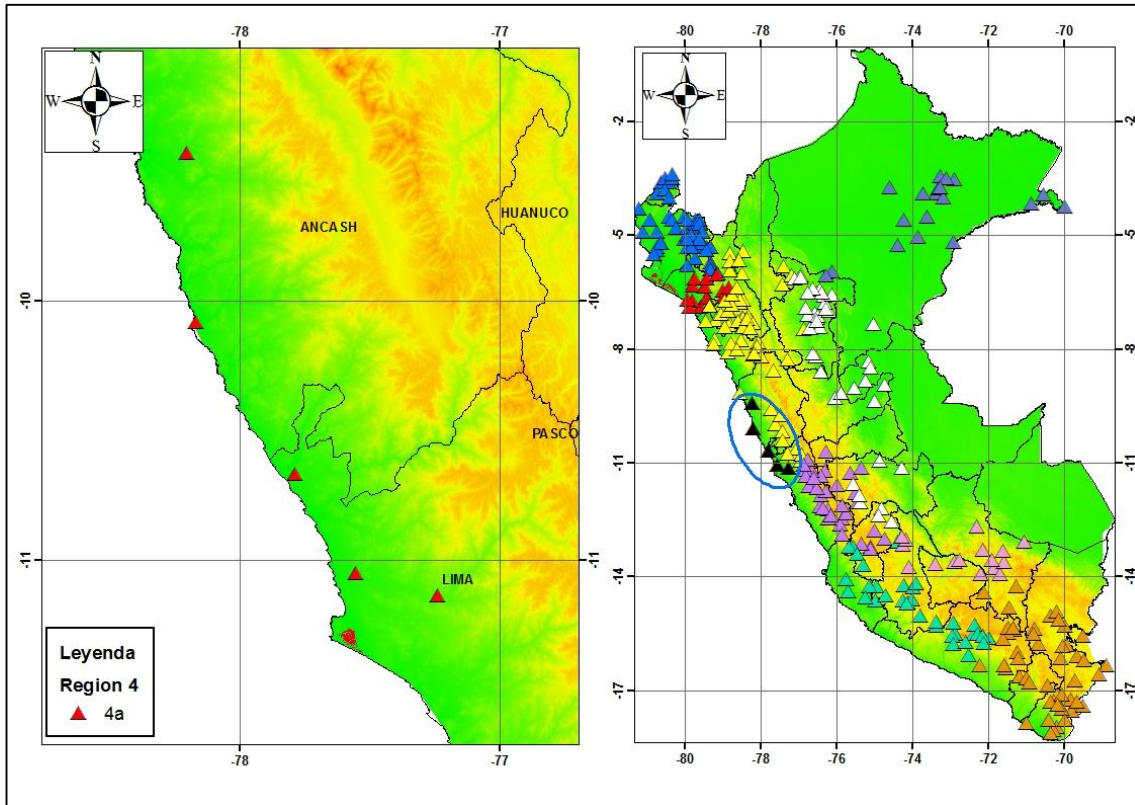 -78 -77
N
W E
S
HUANUCO
ANCASH
-10 -10
PASCO
-11 -11
LIMA
Leyenda
Region 4
4a
-78 -77
-80 -78 -76 -74 -72 -70
N
W E
S
-2 -2
-5 -5
-8 -8
-11 -11
-14 -14
-17 -17
-80 -78 -76 -74 -72 -70